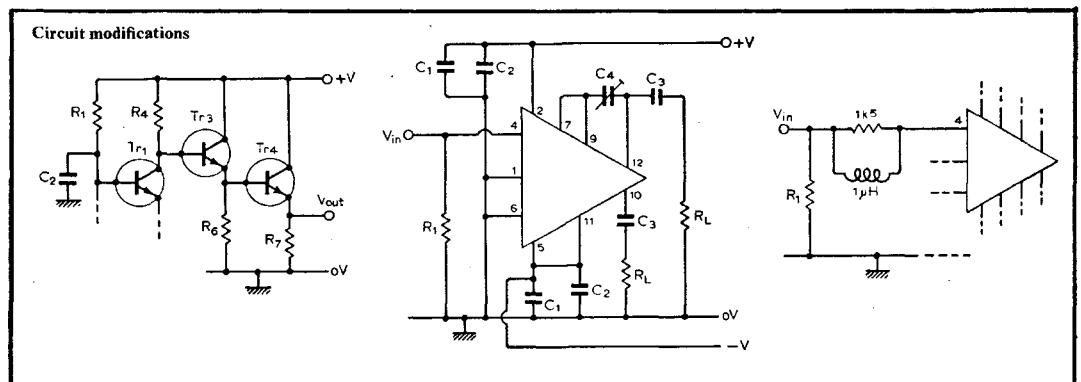 Circuit modifications
+V
R1
R4
Tr3
Tr1
Tr4
C2
Vout
R6
R7
0V
+V
C1
C2
C4
C3
2
7
9
Vin
4
12
1
10
6
11
R1
5
C3
RL
C1
C2
RL
0V
-V
Vin
1k5
4
1µH
R1